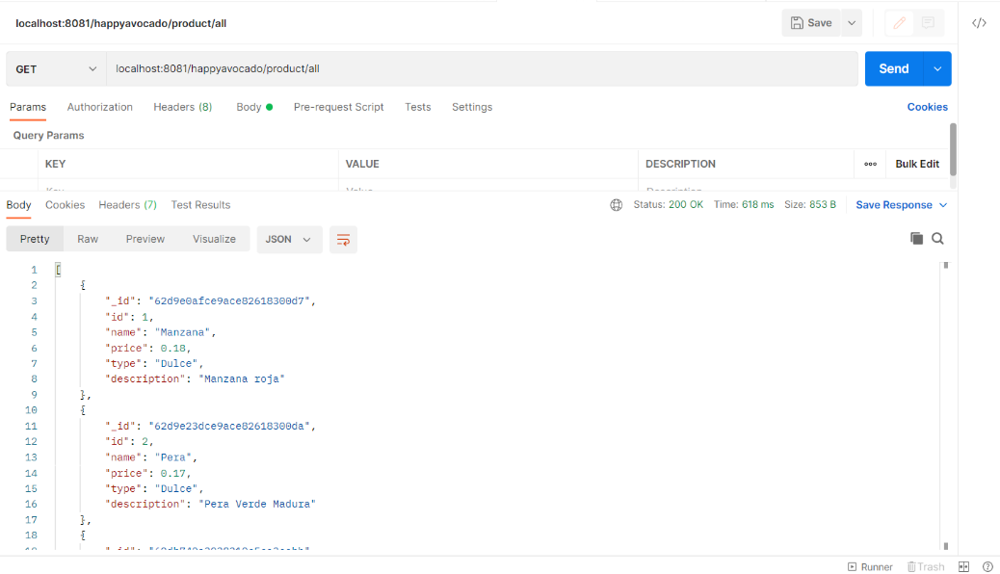 localhost:8081/happyavocado/product/all
Save
GET localhost:8081/happyavocado/product/all Send
Params Authorization Headers (8) Body Pre-request Script Tests Settings Cookies
Query Params
KEY VALUE DESCRIPTION ooo Bulk Edit
Body Cookies Headers (7) Test Results Status: 200 OK Time: 618 ms Size: 853 B Save Response
Pretty Raw Preview Visualize JSON
1 [
2 {
3 "_id": "62d9e0afce9ace82618300d7",
4 "id": 1,
5 "name": "Manzana",
6 "price": 0.18,
7 "type": "Dulce",
8 "description": "Manzana roja"
9 },
10 {
11 "_id": "62d9e23dce9ace82618300da",
12 "id": 2,
13 "name": "Pera",
14 "price": 0.17,
15 "type": "Dulce",
16 "description": "Pera Verde Madura"
17 },
18 {
Runner Trash